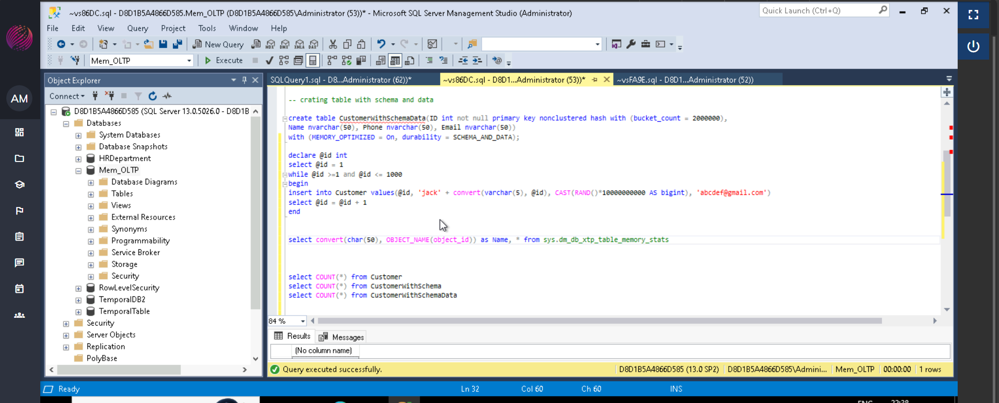 ~vs86DC.sql - D8D1B5A4866D585.Mem_OLTP (D8D1B5A4866D585\Administrator (53))* - Microsoft SQL Server Management Studio (Administrator)
Quick Launch (Ctrl+Q)
File Edit View Query Project Tools Window Help
New Query MDX DMX XMLA DAX
Mem_OLTP Execute
AM
Object Explorer
Connect
D8D1B5A4866D585 (SQL Server 13.0.5026.0 - D8D1B
Databases
System Databases
Database Snapshots
HRDepartment
Mem_OLTP
Database Diagrams
Tables
Views
External Resources
Synonyms
Programmability
Service Broker
Storage
Security
RowLevelSecurity
TemporalDB2
TemporalTable
Security
Server Objects
Replication
PolyBase
SQLQuery1.sql - D8...Administrator (62))* ~vs86DC.sql - D8D1...Administrator (53))* ~vsFA9E.sql - D8D1...Administrator (52))
-- crating table with schema and data
create table CustomerWithSchemaData(ID int not null primary key nonclustered hash with (bucket_count = 2000000),
Name nvarchar(50), Phone nvarchar(50), Email nvarchar(50))
with (MEMORY_OPTIMIZED = On, durability = SCHEMA_AND_DATA);
declare @id int
select @id = 1
while @id >=1 and @id <= 1000
begin
insert into Customer values(@id, 'jack' + convert(varchar(5), @id), CAST(RAND()*10000000000 AS bigint), 'abcdef@gmail.com')
select @id = @id + 1
end
select convert(char(50), OBJECT_NAME(object_id)) as Name, * from sys.dm_db_xtp_table_memory_stats
select COUNT(*) from Customer
select COUNT(*) from CustomerWithSchema
select COUNT(*) from CustomerWithSchemaData
84 %
Results Messages
(No column name)
Query executed successfully. D8D1B5A4866D585 (13.0 SP2) D8D1B5A4866D585\Admini... Mem_OLTP 00:00:00 1 rows
Ready Ln 32 Col 60 Ch 60 INS